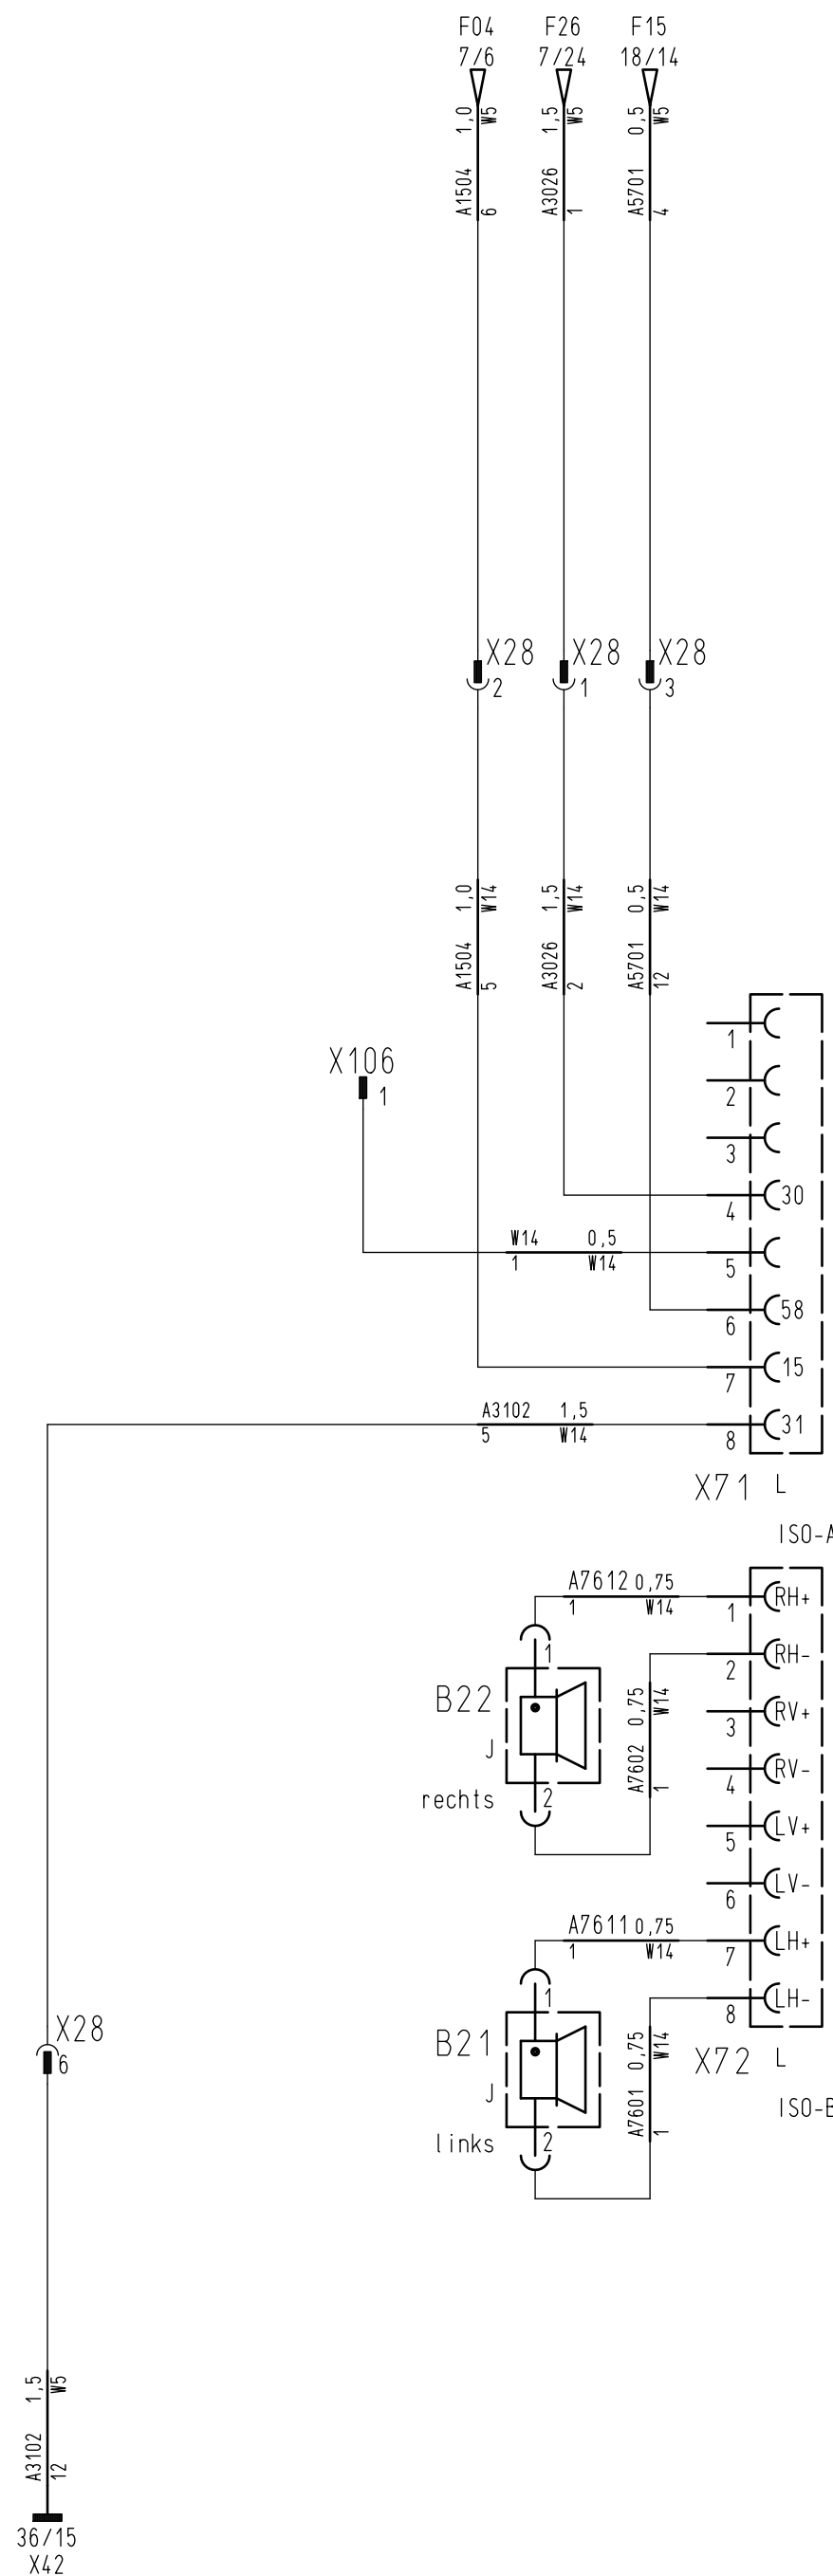 F04 F26 F15
7/6 7/24 18/14
A1504 1,0
6 W5
A3026 1,5
1 W5
A5701 0,5
4 W5
X28 X28 X28
2 1 3
A1504 1,0
5 W14
A3026 1,5
2 W14
A5701 0,5
12 W14
X106
1
1
2
3
30
4
W14 0,5
1 W14
5
58
6
15
7
A3102 1,5
5 W14
31
8
X71 L
ISO-A
A7612 0,75
1 W14
RH+
1
1
RH-
2
B22
J
rechts
2
A7602 0,75
1 W14
RV+
3
RV-
4
LV+
5
LV-
6
A7611 0,75
1 W14
LH+
7
1
LH-
8
B21
J
links
2
A7601 0,75
1 W14
X72 L
ISO-B
X28
6
A3102 1,5
12 W5
36/15
X42